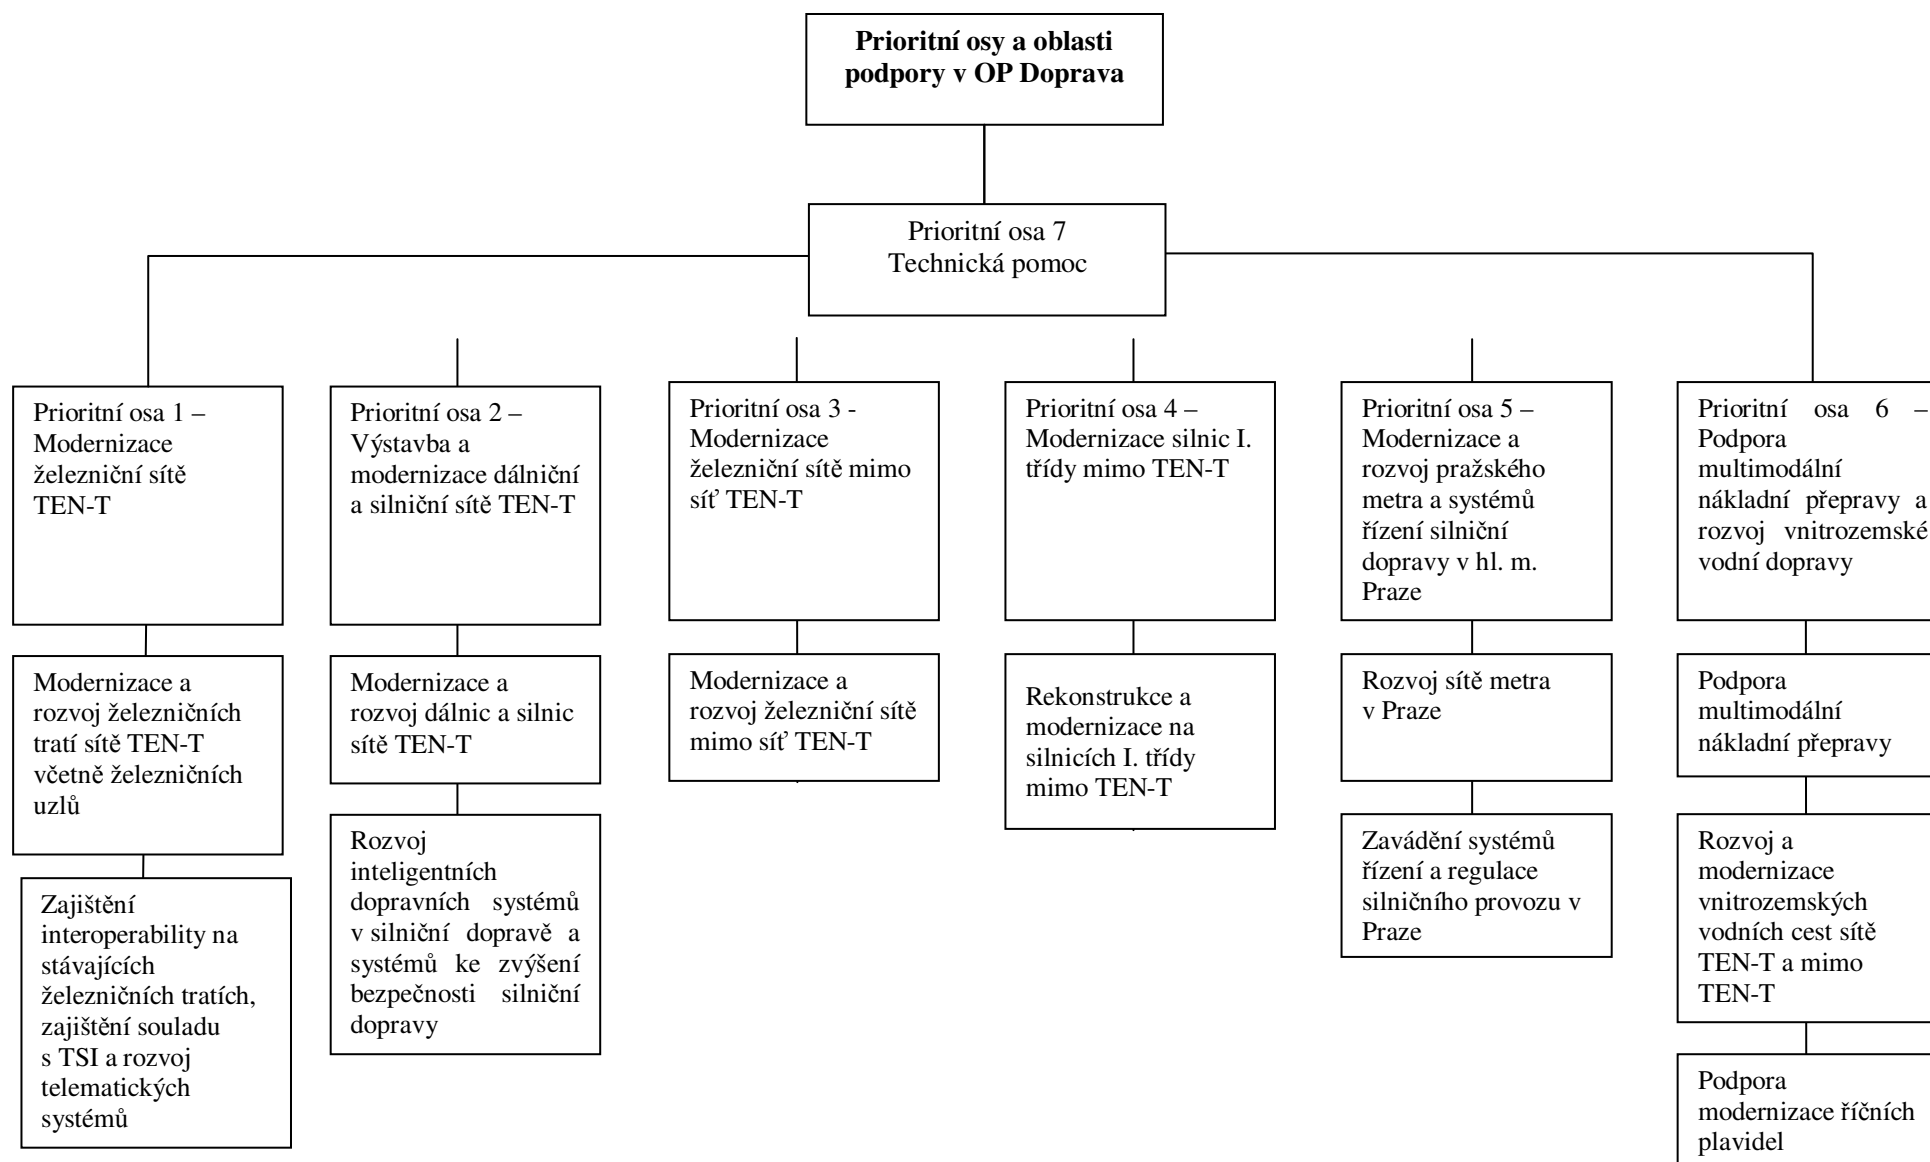 Prioritní osy a oblasti
podpory v OP Doprava
Prioritní osa 7
Technická pomoc
Prioritní osa 1 –
Modernizace
železniční sítě
TEN-T
Prioritní osa 2 –
Výstavba a
modernizace dálniční
a silniční sítě TEN-T
Prioritní osa 3 -
Modernizace
železniční sítě mimo
síť TEN-T
Prioritní osa 4 –
Modernizace silnic I.
třídy mimo TEN-T
Prioritní osa 5 –
Modernizace a
rozvoj pražského
metra a systémů
řízení silniční
dopravy v hl. m.
Praze
Prioritní osa 6 –
Podpora
multimodální
nákladní přepravy a
rozvoj vnitrozemské
vodní dopravy
Modernizace a
rozvoj železničních
tratí sítě TEN-T
včetně železničních
uzlů
Modernizace a
rozvoj dálnic a silnic
sítě TEN-T
Modernizace a
rozvoj železniční sítě
mimo síť TEN-T
Rekonstrukce a
modernizace na
silnicích I. třídy
mimo TEN-T
Rozvoj sítě metra
v Praze
Podpora
multimodální
nákladní přepravy
Zajištění
interoperability na
stávajících
železničních tratích,
zajištění souladu
s TSI a rozvoj
telematických
systémů
Rozvoj
inteligentních
dopravních systémů
v silniční dopravě a
systémů ke zvýšení
bezpečnosti silniční
dopravy
Zavádění systémů
řízení a regulace
silničního provozu v
Praze
Rozvoj a
modernizace
vnitrozemských
vodních cest sítě
TEN-T a mimo
TEN-T
Podpora
modernizace říčních
plavidel